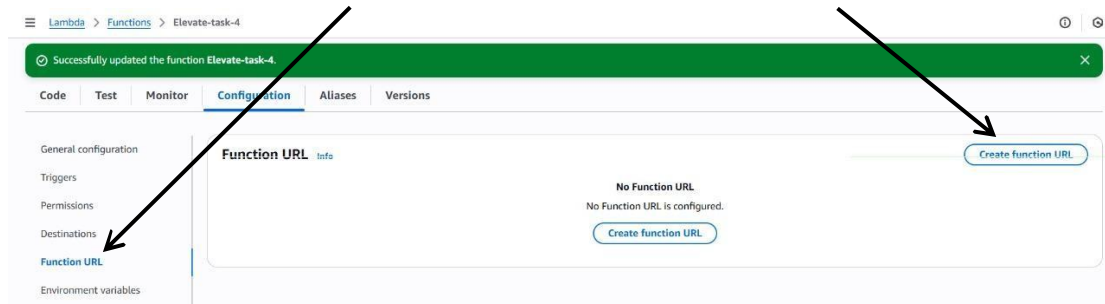 Lambda > Functions > Elevate-task-4
Successfully updated the function Elevate-task-4.
Code Test Monitor Configuration Aliases Versions
General configuration
Triggers
Permissions
Destinations
Function URL
Environment variables
Function URL Info
Create function URL
No Function URL
No Function URL is configured.
Create function URL